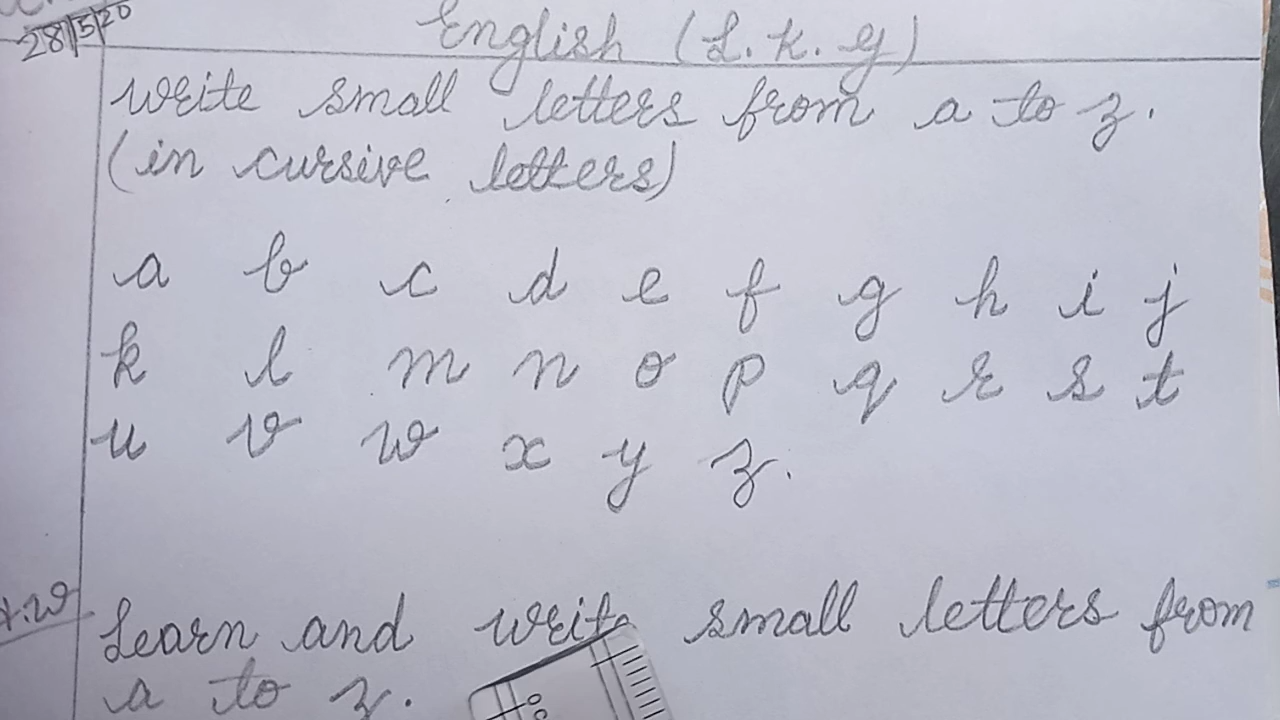 28/5/20
English (L.K.G)
write small letters from a to z.
(in cursive letters)
a b c d e f g h i j
k l m n o p q r s t
u v w x y z.
H.W Learn and write small letters from
a to z.